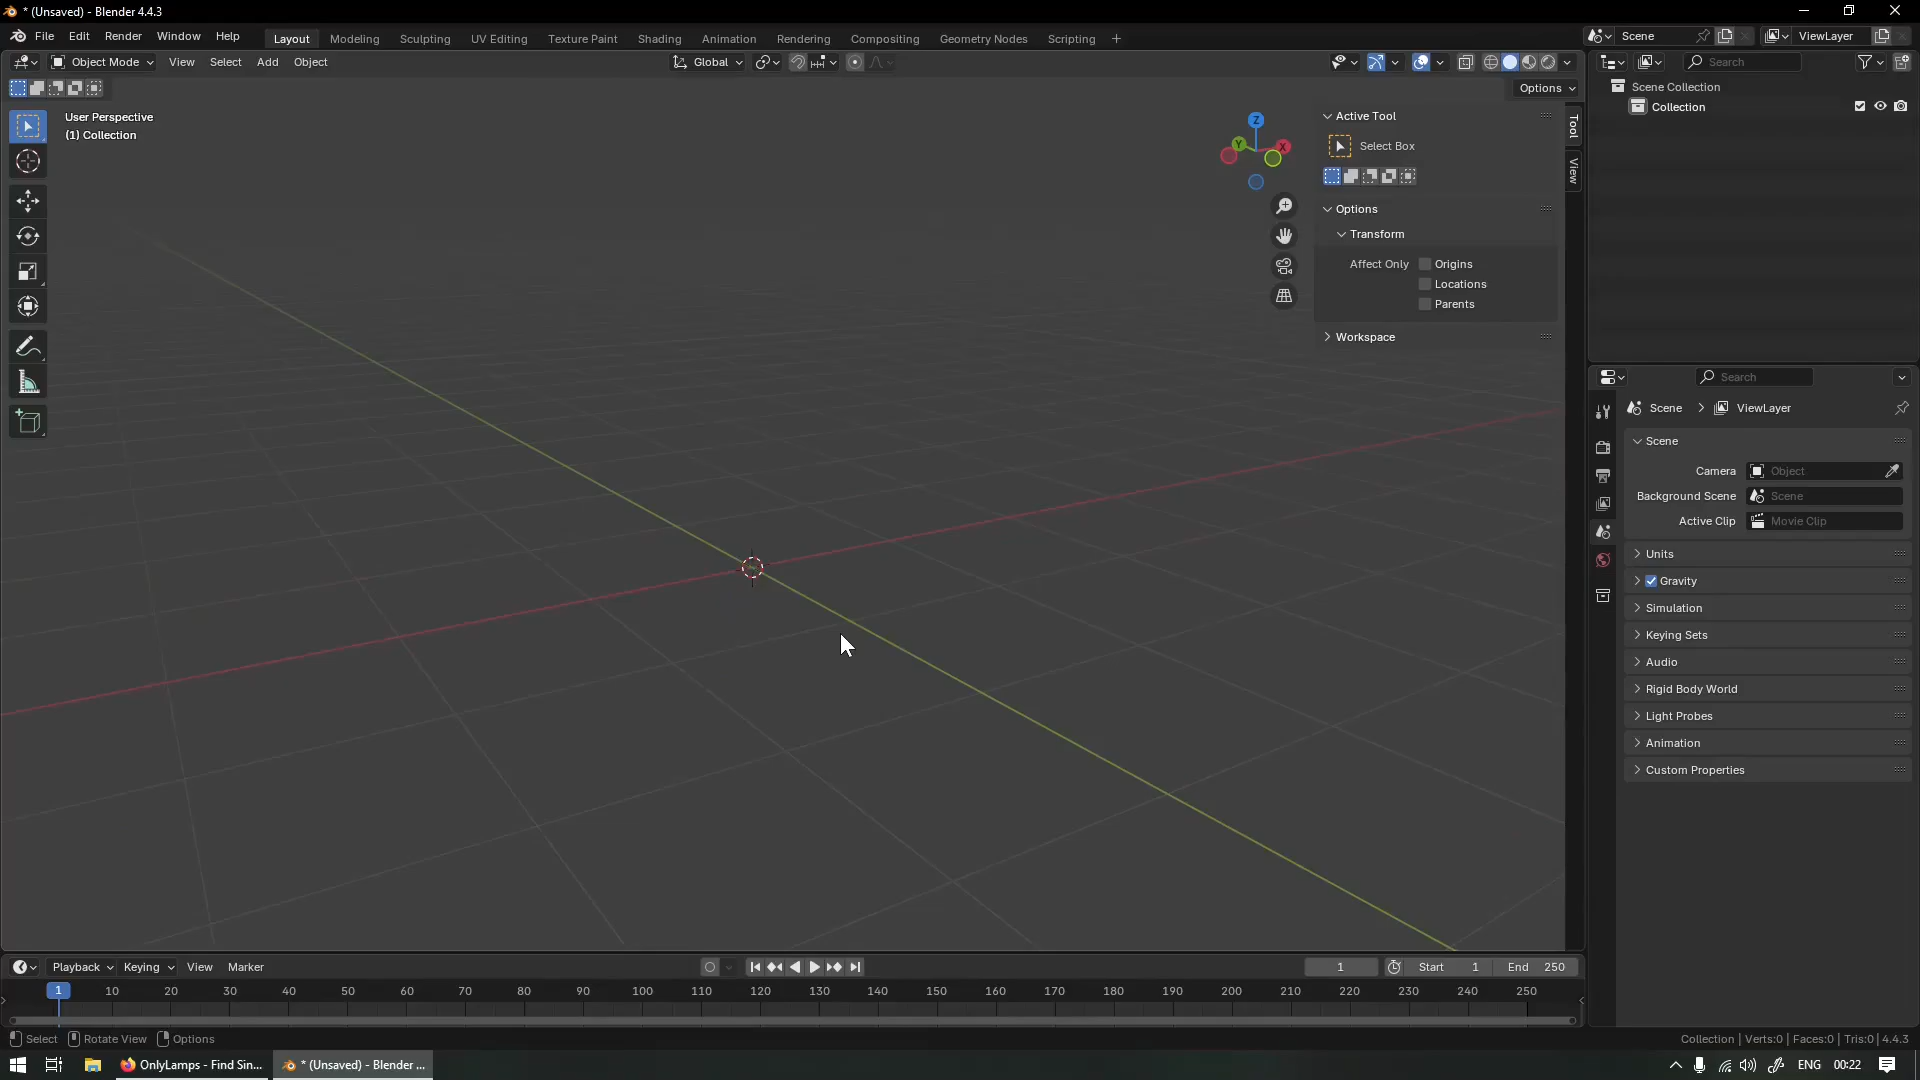 * (Unsaved) - Blender 4.4.3
File Edit Render Window Help Layout Modeling Sculpting UV Editing Texture Paint Shading Animation Rendering Compositing Geometry Nodes Scripting + Scene ViewLayer
Object Mode View Select Add Object Global Search
Options
User Perspective
(1) Collection
Z
Y
X
Active Tool
Select Box
Options
Transform
Affect Only Origins
Locations
Parents
Workspace
Tool
View
Scene Collection
Collection
Search
Scene > ViewLayer
Scene
Camera Object
Background Scene Scene
Active Clip Movie Clip
Units
Gravity
Simulation
Keying Sets
Audio
Rigid Body World
Light Probes
Animation
Custom Properties
Playback Keying View Marker 1 Start 1 End 250
1 10 20 30 40 50 60 70 80 90 100 110 120 130 140 150 160 170 180 190 200 210 220 230 240 250
Select Rotate View Options Collection | Verts:0 | Faces:0 | Tris:0 | 4.4.3
OnlyLamps - Find Sin... * (Unsaved) - Blender ... ENG 00:22